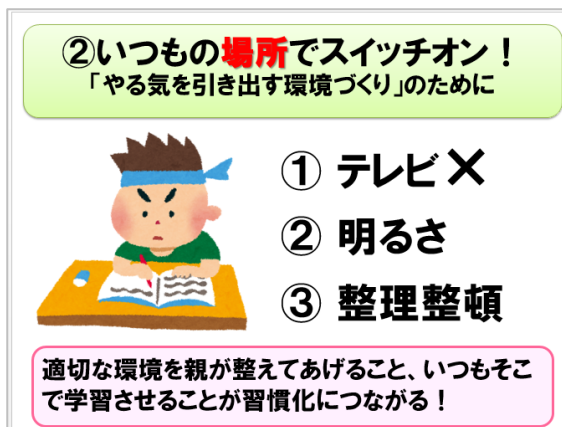 ②いつもの場所でスイッチオン！
「やる気を引き出す環境づくり」のために
① テレビ✕
② 明るさ
③ 整理整頓
適切な環境を親が整えてあげること、いつもそこ
で学習させることが習慣化につながる！